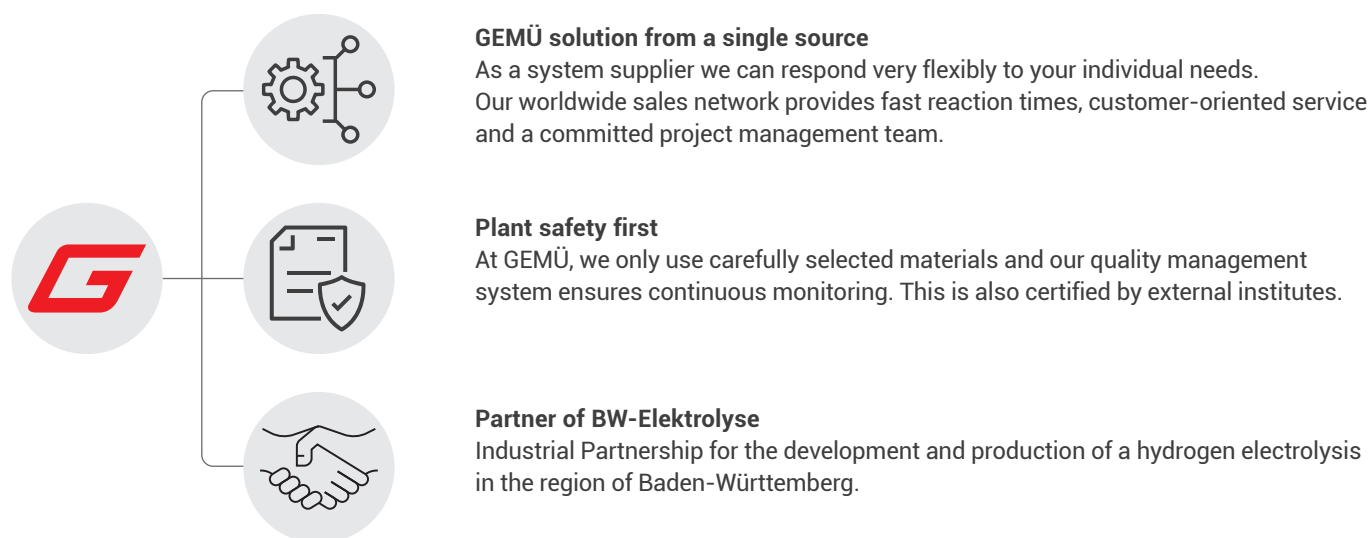 GEMÜ solution from a single source
As a system supplier we can respond very flexibly to your individual needs.
Our worldwide sales network provides fast reaction times, customer-oriented service
and a committed project management team.
Plant safety first
At GEMÜ, we only use carefully selected materials and our quality management
system ensures continuous monitoring. This is also certified by external institutes.
Partner of BW-Elektrolyse
Industrial Partnership for the development and production of a hydrogen electrolysis
in the region of Baden-Württemberg.